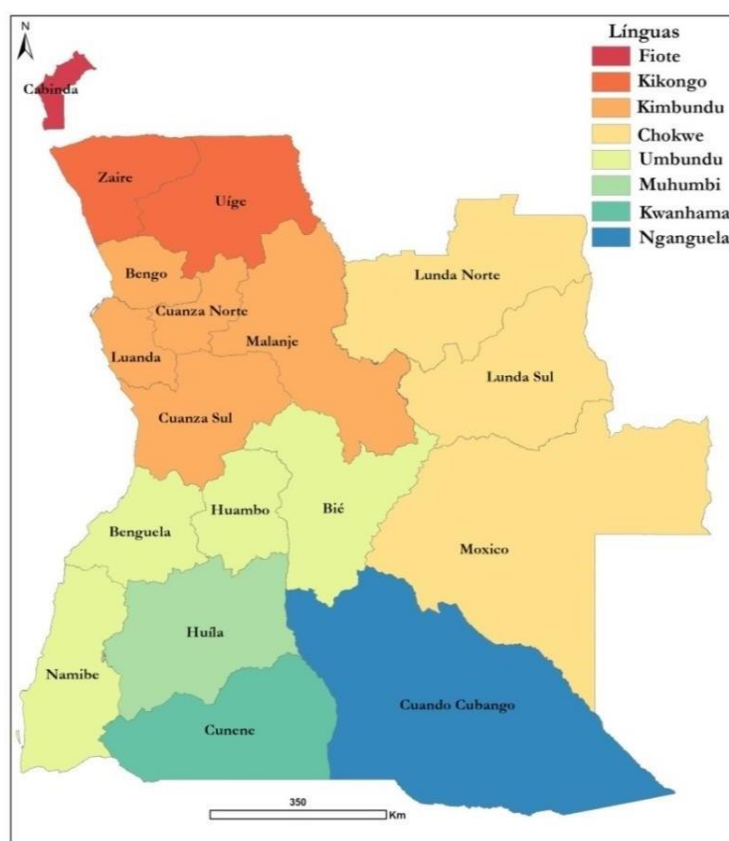 N
Línguas
Fiote
Kikongo
Kimbundu
Chokwe
Umbundu
Muhumbi
Kwanhama
Nganguela
Cabinda
Zaire
Uíge
Bengo
Lunda Norte
Cuanza Norte
Luanda
Malanje
Lunda Sul
Cuanza Sul
Benguela
Huambo
Bié
Moxico
Huíla
Namibe
Cuando Cubango
Cunene
350
Km